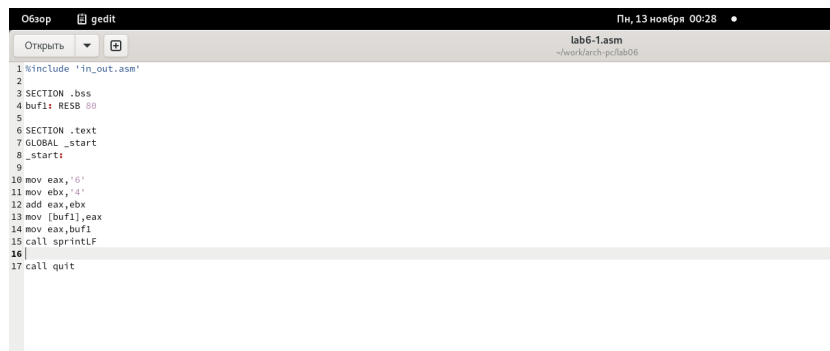 Обзор gedit Пн, 13 ноября 00:28
Открыть lab6-1.asm
~/work/arch-pc/lab06
1 %include 'in_out.asm'
2
3 SECTION .bss
4 buf1: RESB 80
5
6 SECTION .text
7 GLOBAL _start
8 _start:
9
10 mov eax,'6'
11 mov ebx,'4'
12 add eax,ebx
13 mov [buf1],eax
14 mov eax,buf1
15 call sprintLF
16
17 call quit